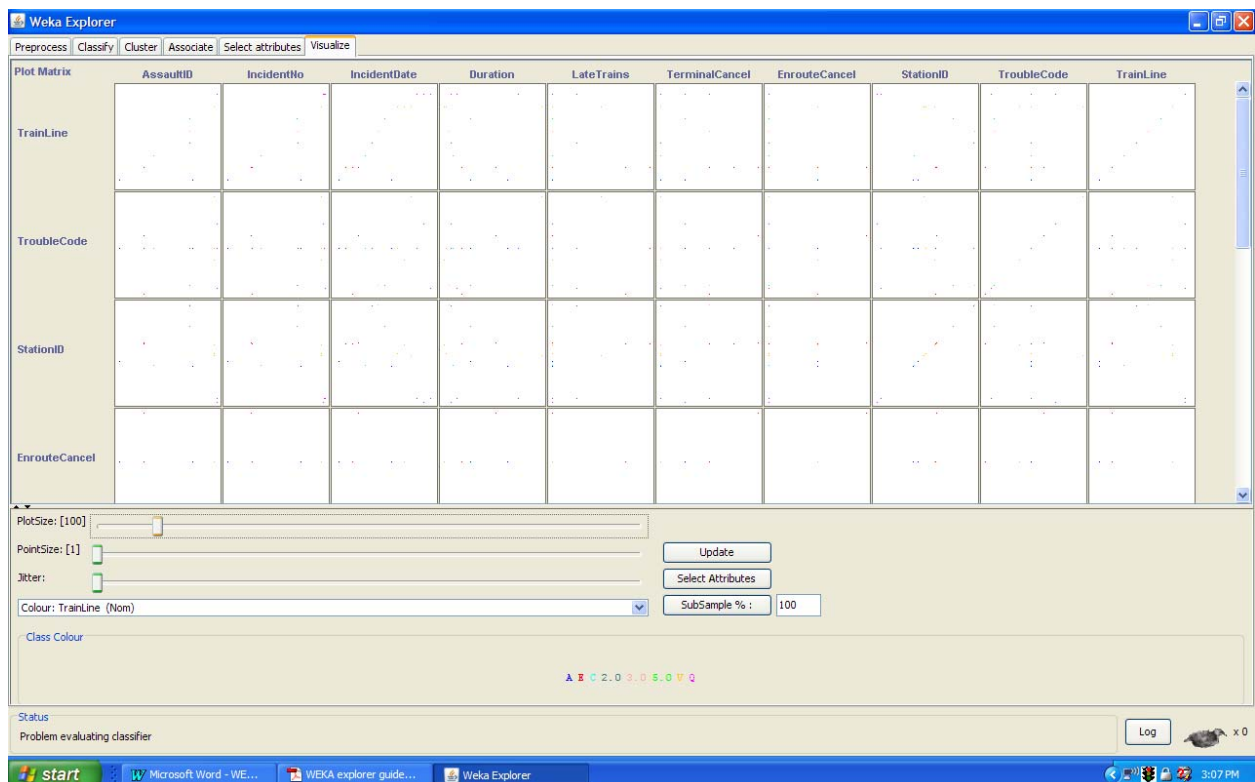 Weka Explorer
Preprocess Classify Cluster Associate Select attributes Visualize
Plot Matrix AssaultID IncidentNo IncidentDate Duration LateTrains TerminalCancel EnrouteCancel StationID TroubleCode TrainLine
TrainLine
TroubleCode
StationID
EnrouteCancel
PlotSize: [100]
PointSize: [1]
Update
Jitter:
Select Attributes
Colour: TrainLine (Nom)
SubSample % : 100
Class Colour
A E C 2.0 3.0 5.0 V Q
Status
Problem evaluating classifier
Log
x 0
start Microsoft Word - WE... WEKA explorer guide... Weka Explorer 3:07 PM